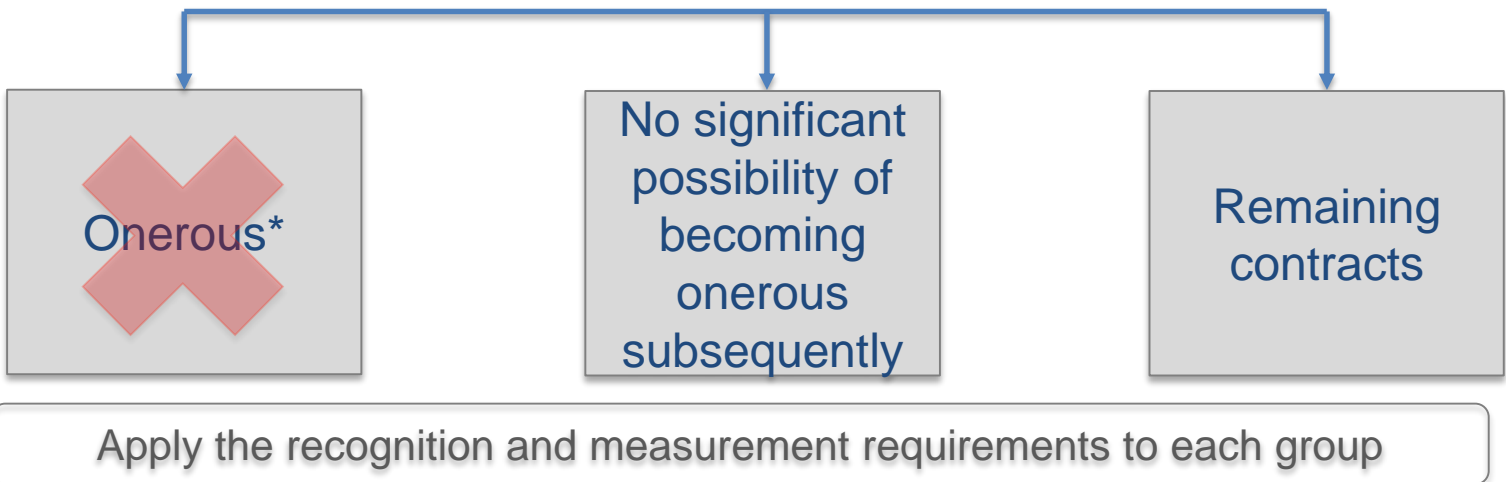 Onerous*
No significant
possibility of
becoming
onerous
subsequently
Remaining
contracts
Apply the recognition and measurement requirements to each group